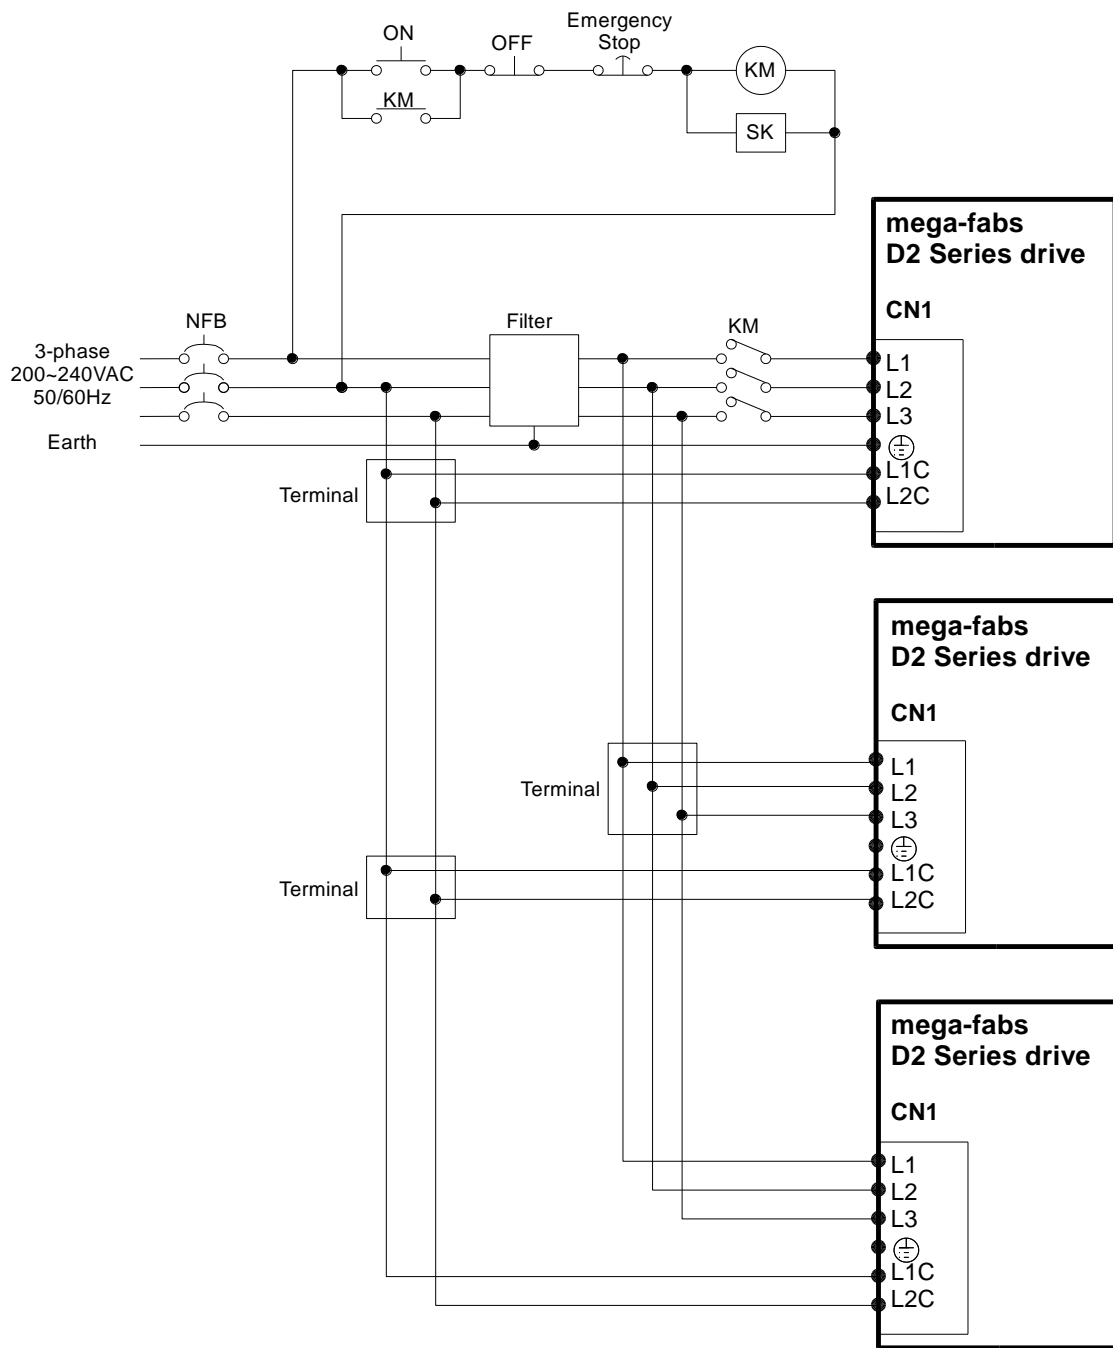 ON
OFF
Emergency
Stop
KM
KM
SK
mega-fabs
D2 Series drive
CN1
NFB
Filter
KM
3-phase
200~240VAC
50/60Hz
Earth
L1
L2
L3
L1C
L2C
Terminal
mega-fabs
D2 Series drive
CN1
L1
L2
L3
L1C
L2C
Terminal
Terminal
mega-fabs
D2 Series drive
CN1
L1
L2
L3
L1C
L2C